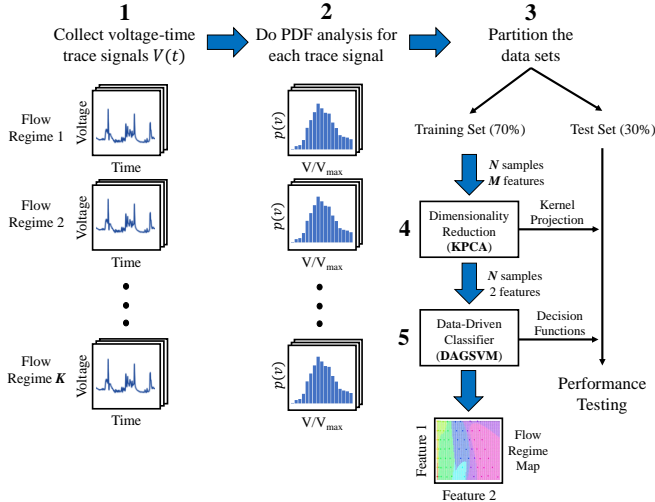 1
Collect voltage-time
trace signals V(t)
2
Do PDF analysis for
each trace signal
3
Partition the
data sets
Flow
Regime 1
Voltage
Time
p(v)
V/Vmax
Flow
Regime 2
Voltage
Time
p(v)
V/Vmax
Flow
Regime K
Voltage
Time
p(v)
V/Vmax
Training Set (70%)
Test Set (30%)
N samples
M features
4
Dimensionality
Reduction
(KPCA)
Kernel
Projection
N samples
2 features
5
Data-Driven
Classifier
(DAGSVM)
Decision
Functions
Performance
Testing
Feature 1
Feature 2
Flow
Regime
Map